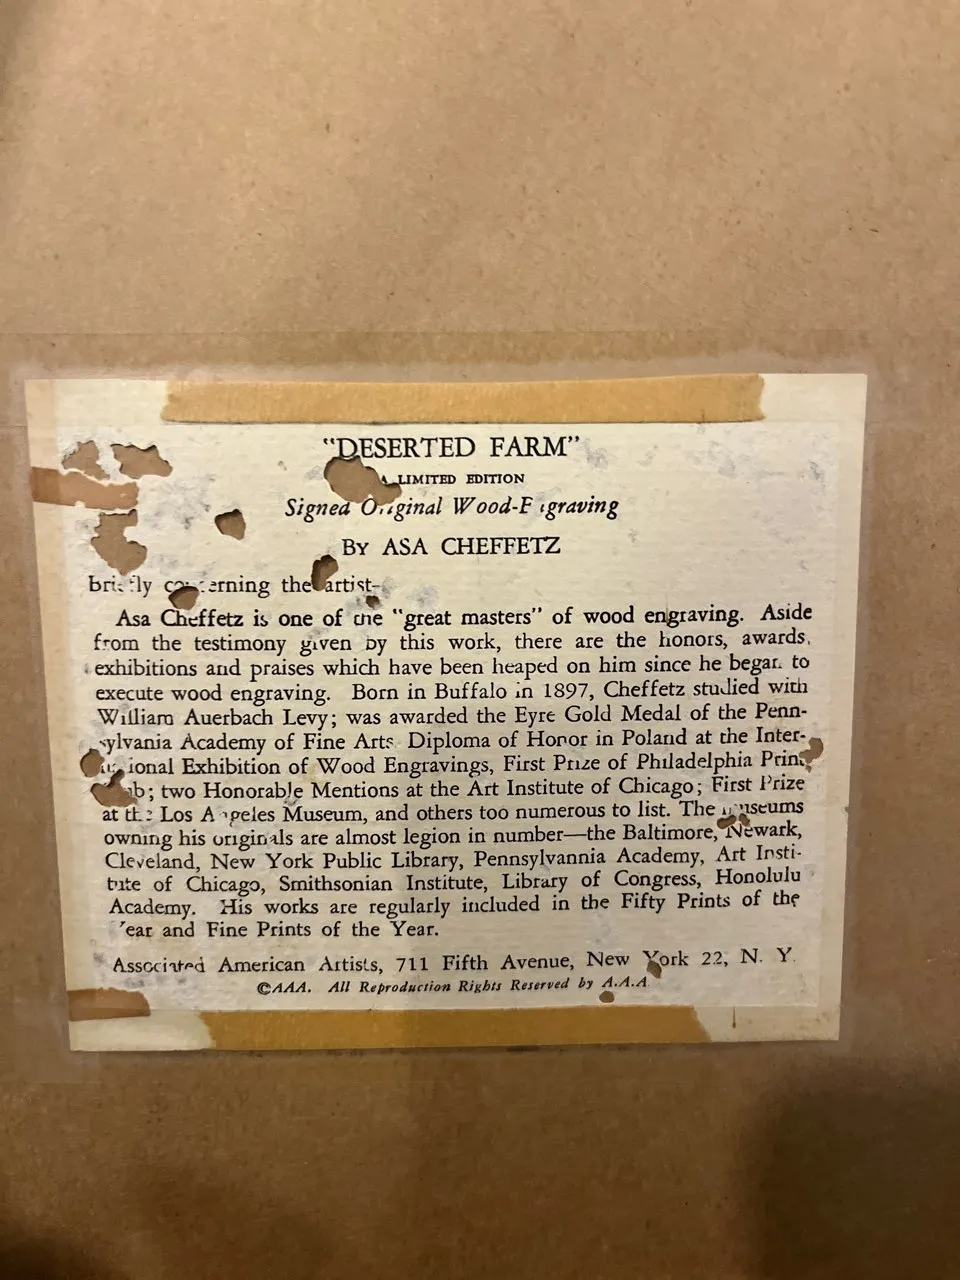 "DESERTED FARM"
A LIMITED EDITION
Signed Original Wood-Engraving
By ASA CHEFFETZ
briefly concerning the artist-
Asa Cheffetz is one of the "great masters" of wood engraving. Aside
from the testimony given by this work, there are the honors, awards,
exhibitions and praises which have been heaped on him since he began to
execute wood engraving. Born in Buffalo in 1897, Cheffetz studied with
William Auerbach Levy; was awarded the Eyre Gold Medal of the Penn-
sylvania Academy of Fine Arts Diploma of Honor in Poland at the Inter-
national Exhibition of Wood Engravings, First Prize of Philadelphia Print
Club; two Honorable Mentions at the Art Institute of Chicago; First Prize
at the Los Angeles Museum, and others too numerous to list. The museums
owning his originals are almost legion in number—the Baltimore, Newark,
Cleveland, New York Public Library, Pennsylvannia Academy, Art Insti-
tute of Chicago, Smithsonian Institute, Library of Congress, Honolulu
Academy. His works are regularly included in the Fifty Prints of the
Year and Fine Prints of the Year.
Associated American Artists, 711 Fifth Avenue, New York 22, N. Y.
©AAA. All Reproduction Rights Reserved by A.A.A.